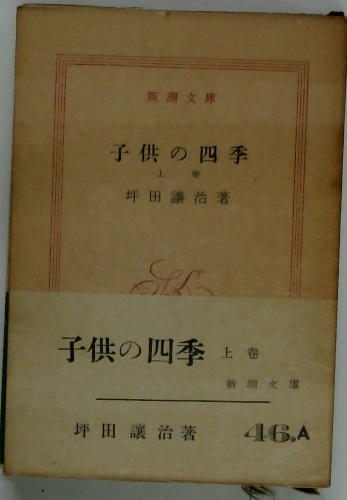 新潮文庫
子供の四季
上巻
坪田譲治著
子供の四季 上巻
新潮文庫
坪田譲治著 46.A